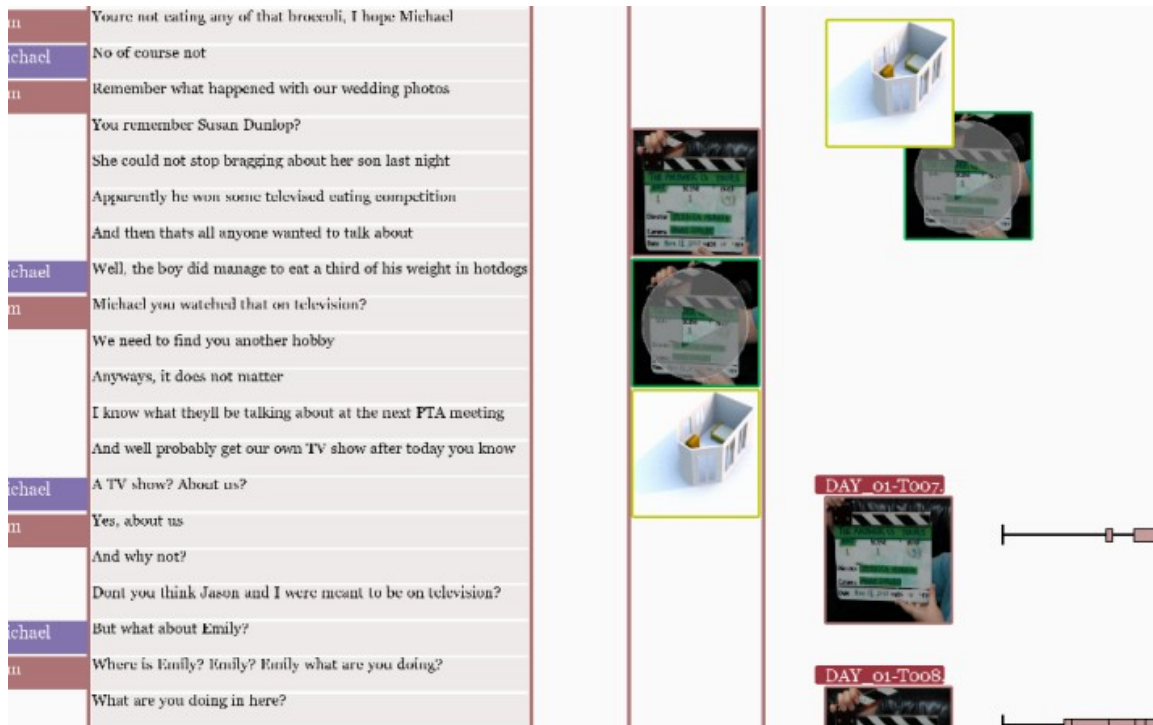 m
Youre not eating any of that broccoli, I hope Michael
ichael
No of course not
m
Remember what happened with our wedding photos
You remember Susan Dunlop?
She could not stop bragging about her son last night
Apparently he won some televised eating competition
And then thats all anyone wanted to talk about
ichael
Well, the boy did manage to eat a third of his weight in hotdogs
m
Michael you watched that on television?
We need to find you another hobby
Anyways, it does not matter
I know what theyll be talking about at the next PTA meeting
And well probably get our own TV show after today you know
ichael
A TV show? About us?
m
Yes, about us
And why not?
Dont you think Jason and I were meant to be on television?
ichael
But what about Emily?
m
Where is Emily? Emily? Emily what are you doing?
What are you doing in here?
DAY_01-T007.
DAY_01-T008.